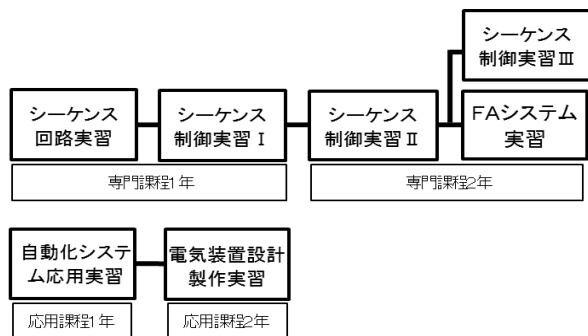 シーケンス
制御実習Ⅲ
シーケンス
回路実習
シーケンス
制御実習Ⅰ
シーケンス
制御実習Ⅱ
FAシステム
実習
専門課程1年
専門課程2年
自動化システ
ム応用実習
電気装置設計
製作実習
応用課程1年
応用課程2年